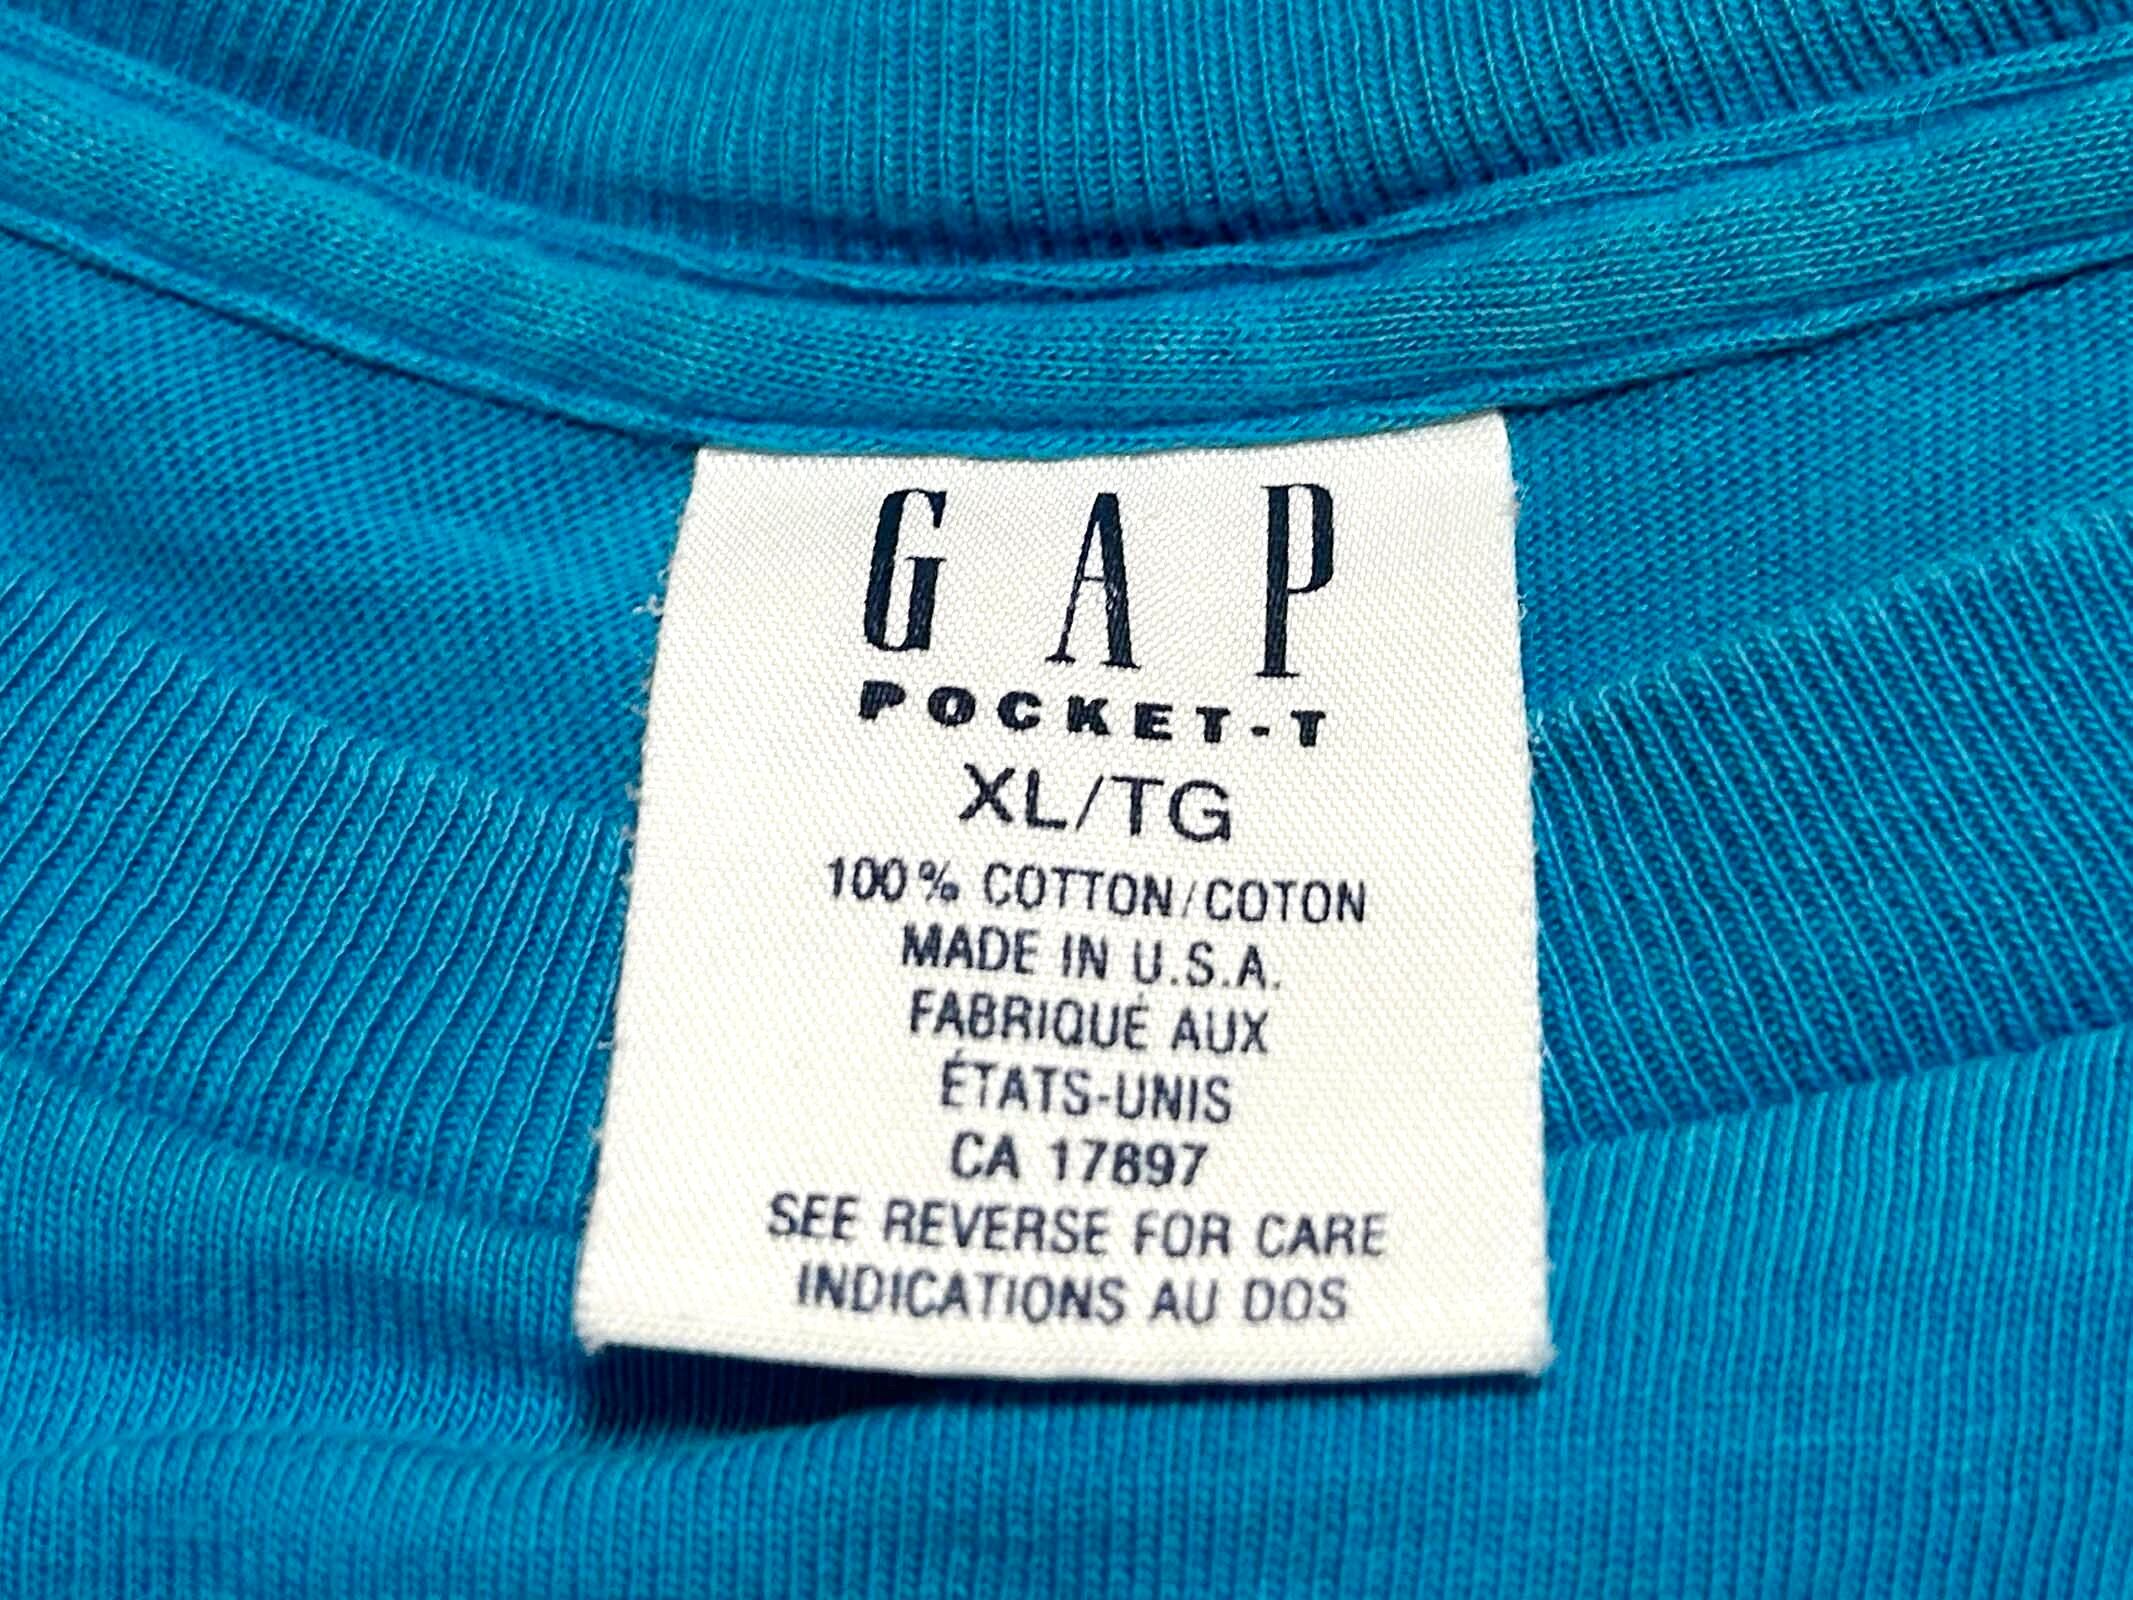 GAP
POCKET-T
XL/TG
100% COTTON/COTON
MADE IN U.S.A.
FABRIQUÉ AUX
ÉTATS-UNIS
CA 17897
SEE REVERSE FOR CARE
INDICATIONS AU DOS